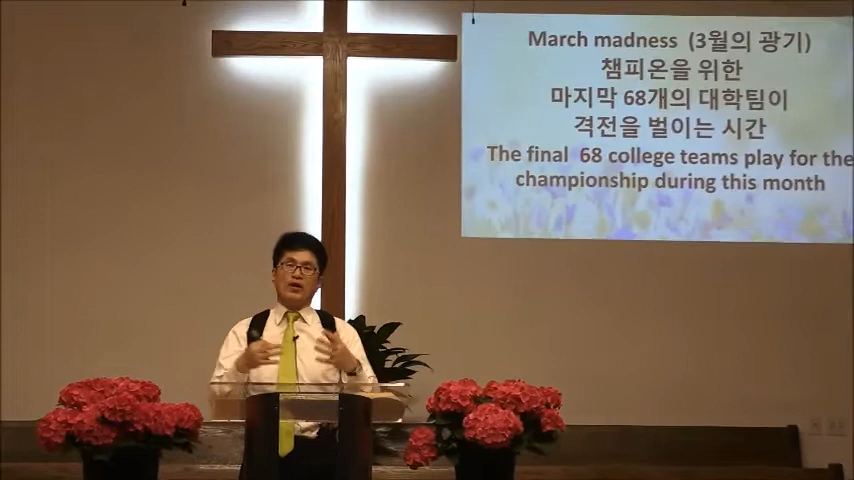 March madness (3월의 광기)
챔피온을 위한
마지막 68개의 대학팀이
격전을 벌이는 시간
The final 68 college teams play for the
championship during this month